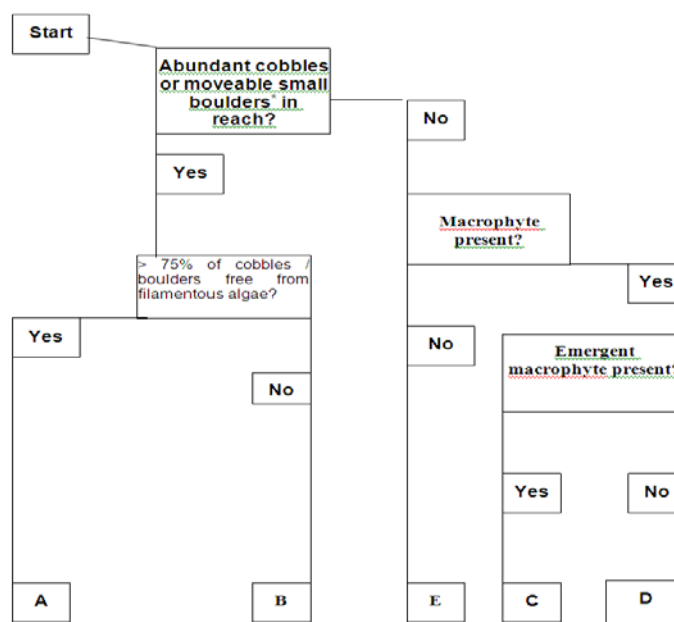 Start
Abundant cobbles
or moveable small
boulders* in
reach?
No
Yes
Macrophyte
present?
> 75% of cobbles /
boulders free from
filamentous algae?
Yes
Yes
No
Emergent
macrophyte present?
No
Yes
No
A
B
E
C
D